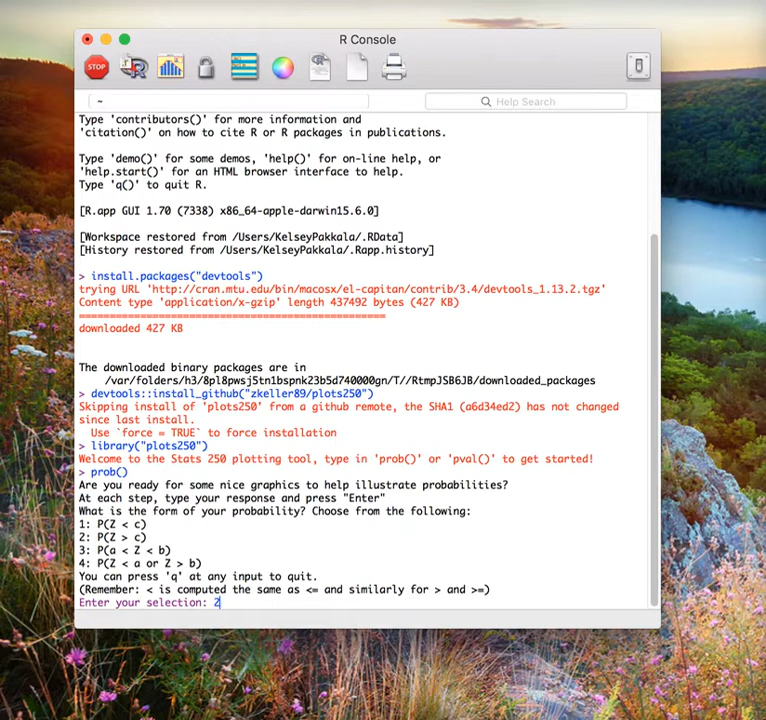 R Console
STOP
~
Help Search
Type 'contributors()' for more information and
'citation()' on how to cite R or R packages in publications.
Type 'demo()' for some demos, 'help()' for on-line help, or
'help.start()' for an HTML browser interface to help.
Type 'q()' to quit R.
[R.app GUI 1.70 (7338) x86_64-apple-darwin15.6.0]
[Workspace restored from /Users/KelseyPakkala/.RData]
[History restored from /Users/KelseyPakkala/.Rapp.history]
> install.packages("devtools")
trying URL 'http://cran.mtu.edu/bin/macosx/el-capitan/contrib/3.4/devtools_1.13.2.tgz'
Content type 'application/x-gzip' length 437492 bytes (427 KB)
==================================================
downloaded 427 KB
The downloaded binary packages are in
/var/folders/h3/8pl8pwsj5tn1bspnk23b5d740000gn/T//RtmpJSB6JB/downloaded_packages
> devtools::install_github("zkeller89/plots250")
Skipping install of 'plots250' from a github remote, the SHA1 (a6d34ed2) has not changed
since last install.
Use `force = TRUE` to force installation
> library("plots250")
Welcome to the Stats 250 plotting tool, type in 'prob()' or 'pval()' to get started!
> prob()
Are you ready for some nice graphics to help illustrate probabilities?
At each step, type your response and press "Enter"
What is the form of your probability? Choose from the following:
1: P(Z < c)
2: P(Z > c)
3: P(a < Z < b)
4: P(Z < a or Z > b)
You can press 'q' at any input to quit.
(Remember: < is computed the same as <= and similarly for > and >=)
Enter your selection: 2